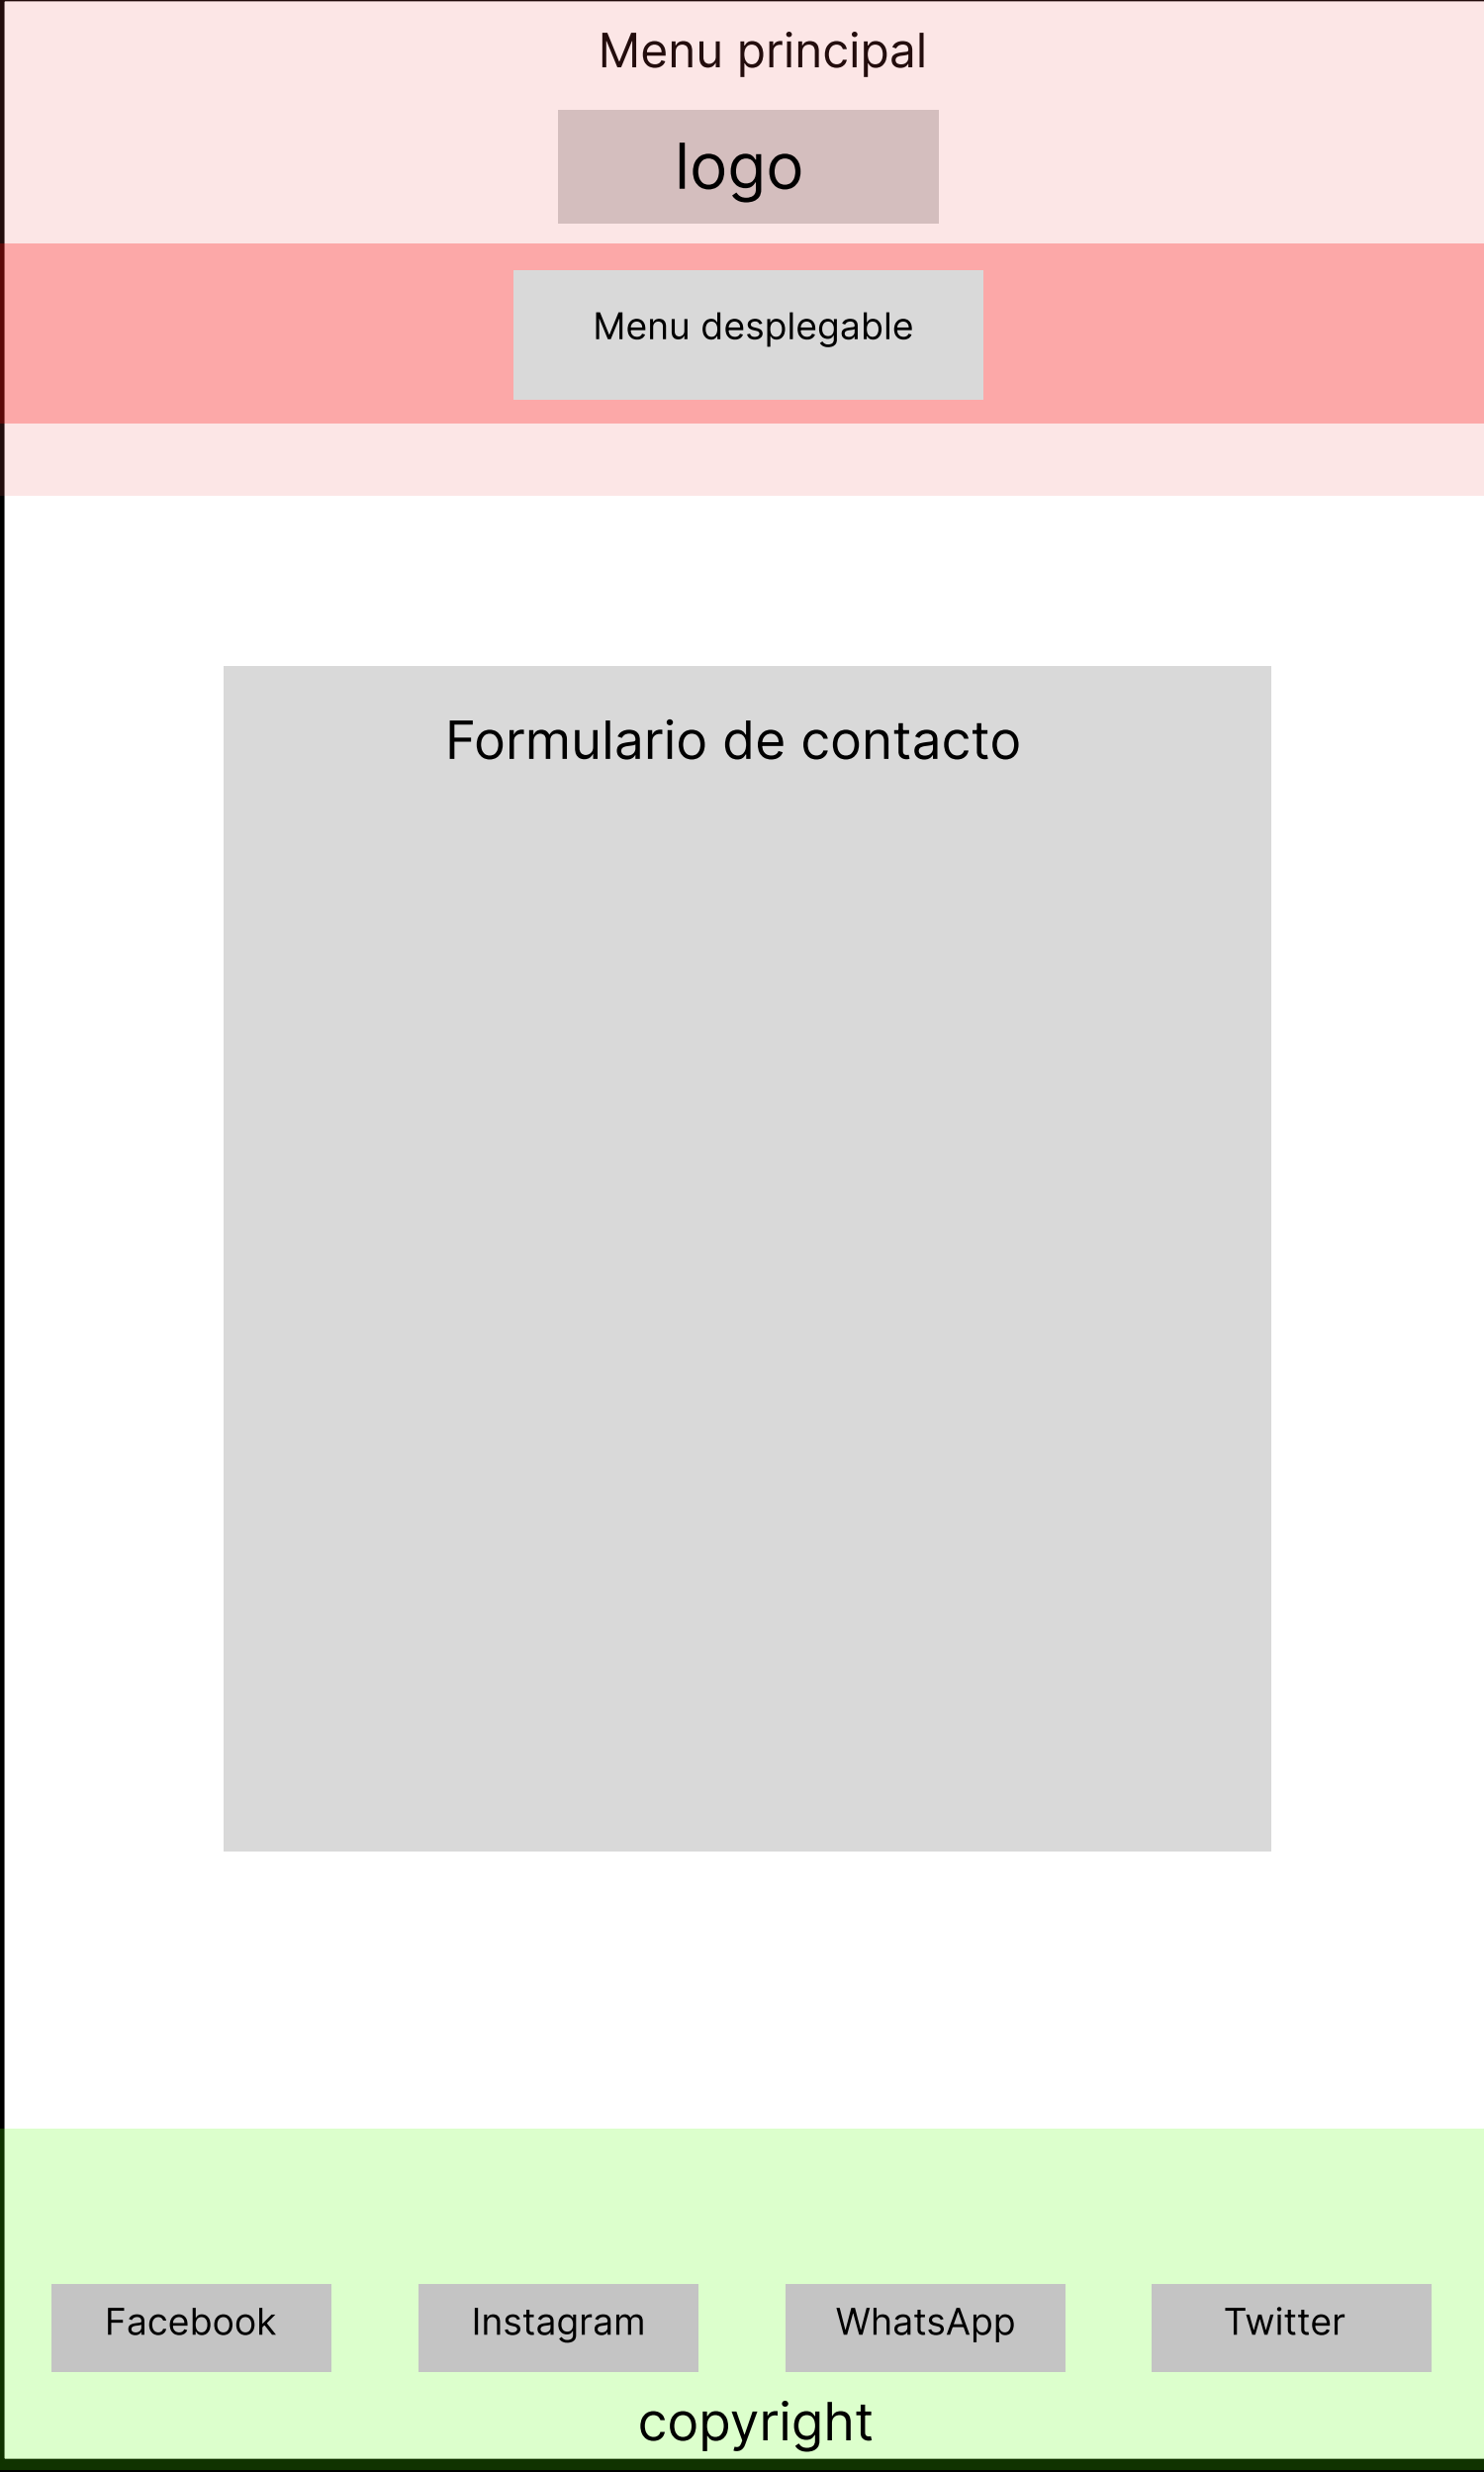 Menu principal
logo
Menu desplegable
Formulario de contacto
Facebook
Instagram
WhatsApp
Twitter
copyright